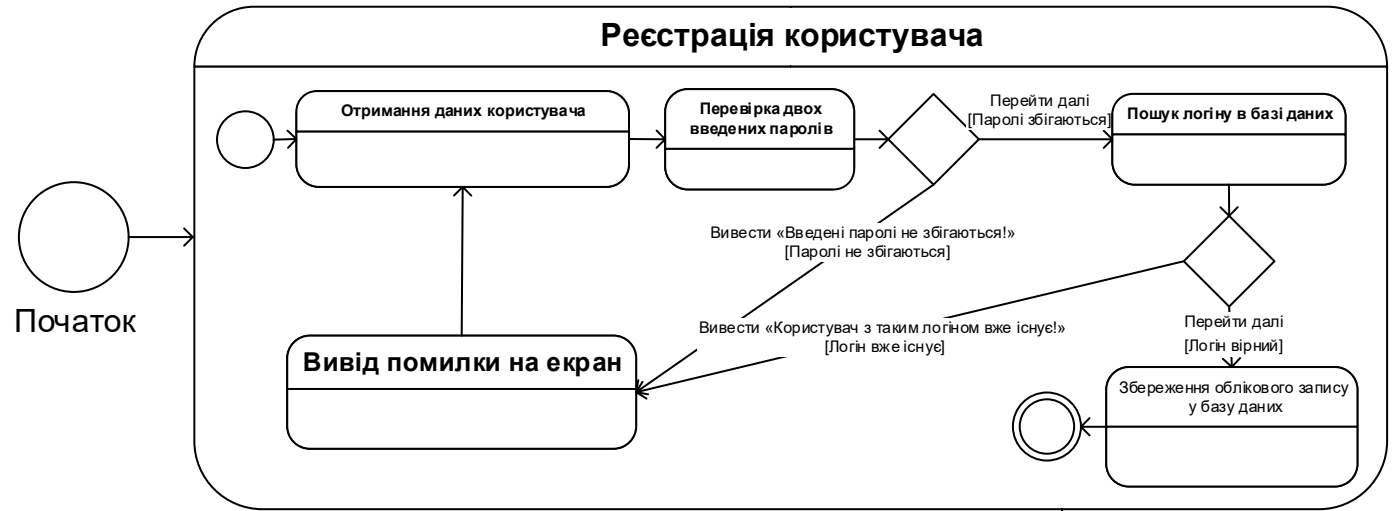 Реєстрація користувача
Отримання даних користувача
Перевірка двох
введених паролів
Перейти далі
[Паролі збігаються]
Пошук логіну в базі даних
Вивести «Введені паролі не збігаються!»
[Паролі не збігаються]
Початок
Вивести «Користувач з таким логіном вже існує!»
[Логін вже існує]
Перейти далі
[Логін вірний]
Вивід помилки на екран
Збереження облікового запису
у базу даних